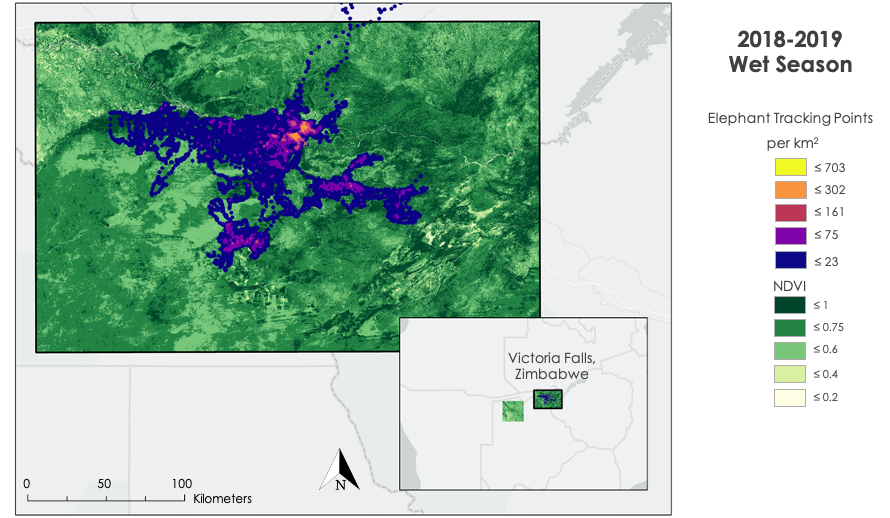 2018-2019
Wet Season
Elephant Tracking Points
per km²
≤ 703
≤ 302
≤ 161
≤ 75
≤ 23
NDVI
≤ 1
≤ 0.75
≤ 0.6
≤ 0.4
≤ 0.2
Victoria Falls,
Zimbabwe
0 50 100
Kilometers
N